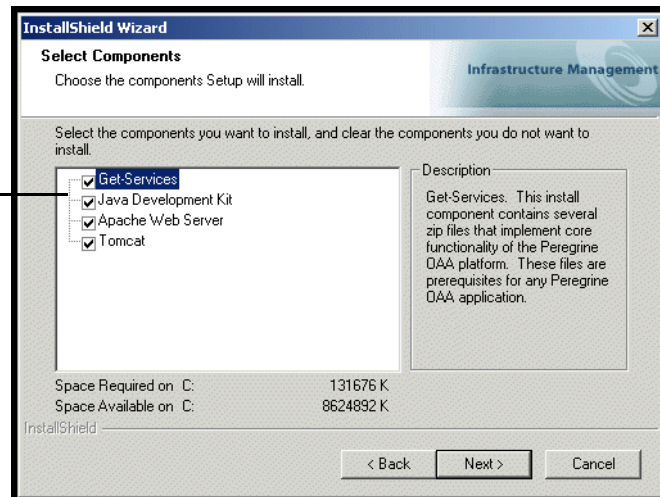 InstallShield Wizard
Select Components
Choose the components Setup will install.
Infrastructure Management
Select the components you want to install, and clear the components you do not want to
install.
Get-Services
Java Development Kit
Apache Web Server
Tomcat
Description
Get-Services. This install
component contains several
zip files that implement core
functionality of the Peregrine
OAA platform. These files are
prerequisites for any Peregrine
OAA application.
Space Required on C: 131676 K
Space Available on C: 8624892 K
InstallShield
< Back Next > Cancel